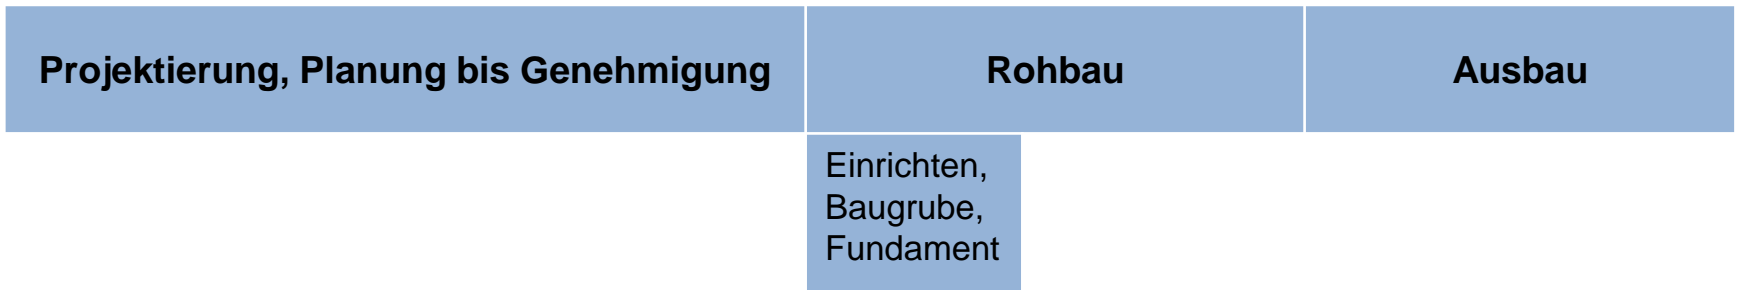 Projektierung, Planung bis Genehmigung
Rohbau
Ausbau
Einrichten,
Baugrube,
Fundament